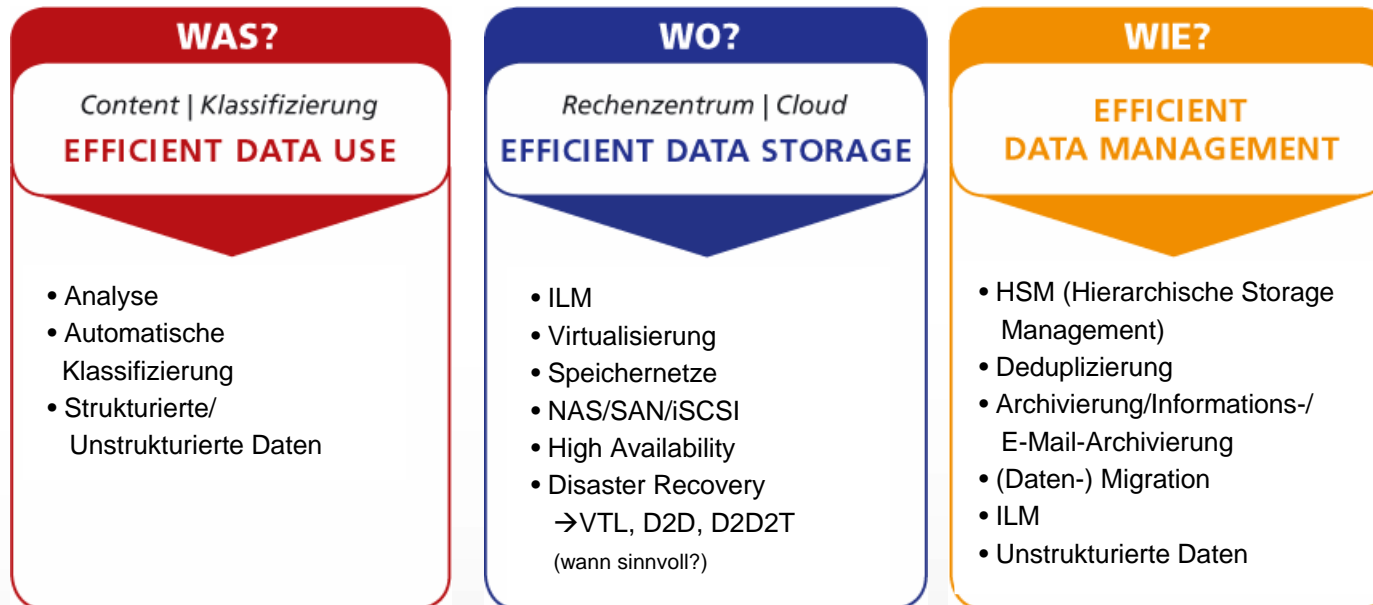 WAS?
Content | Klassifizierung
EFFICIENT DATA USE
• Analyse
• Automatische
Klassifizierung
• Strukturierte/
Unstrukturierte Daten
WO?
Rechenzentrum | Cloud
EFFICIENT DATA STORAGE
• ILM
• Virtualisierung
• Speichernetze
• NAS/SAN/iSCSI
• High Availability
• Disaster Recovery
→VTL, D2D, D2D2T
(wann sinnvoll?)
WIE?
EFFICIENT
DATA MANAGEMENT
• HSM (Hierarchische Storage
Management)
• Deduplizierung
• Archivierung/Informations-/
E-Mail-Archivierung
• (Daten-) Migration
• ILM
• Unstrukturierte Daten